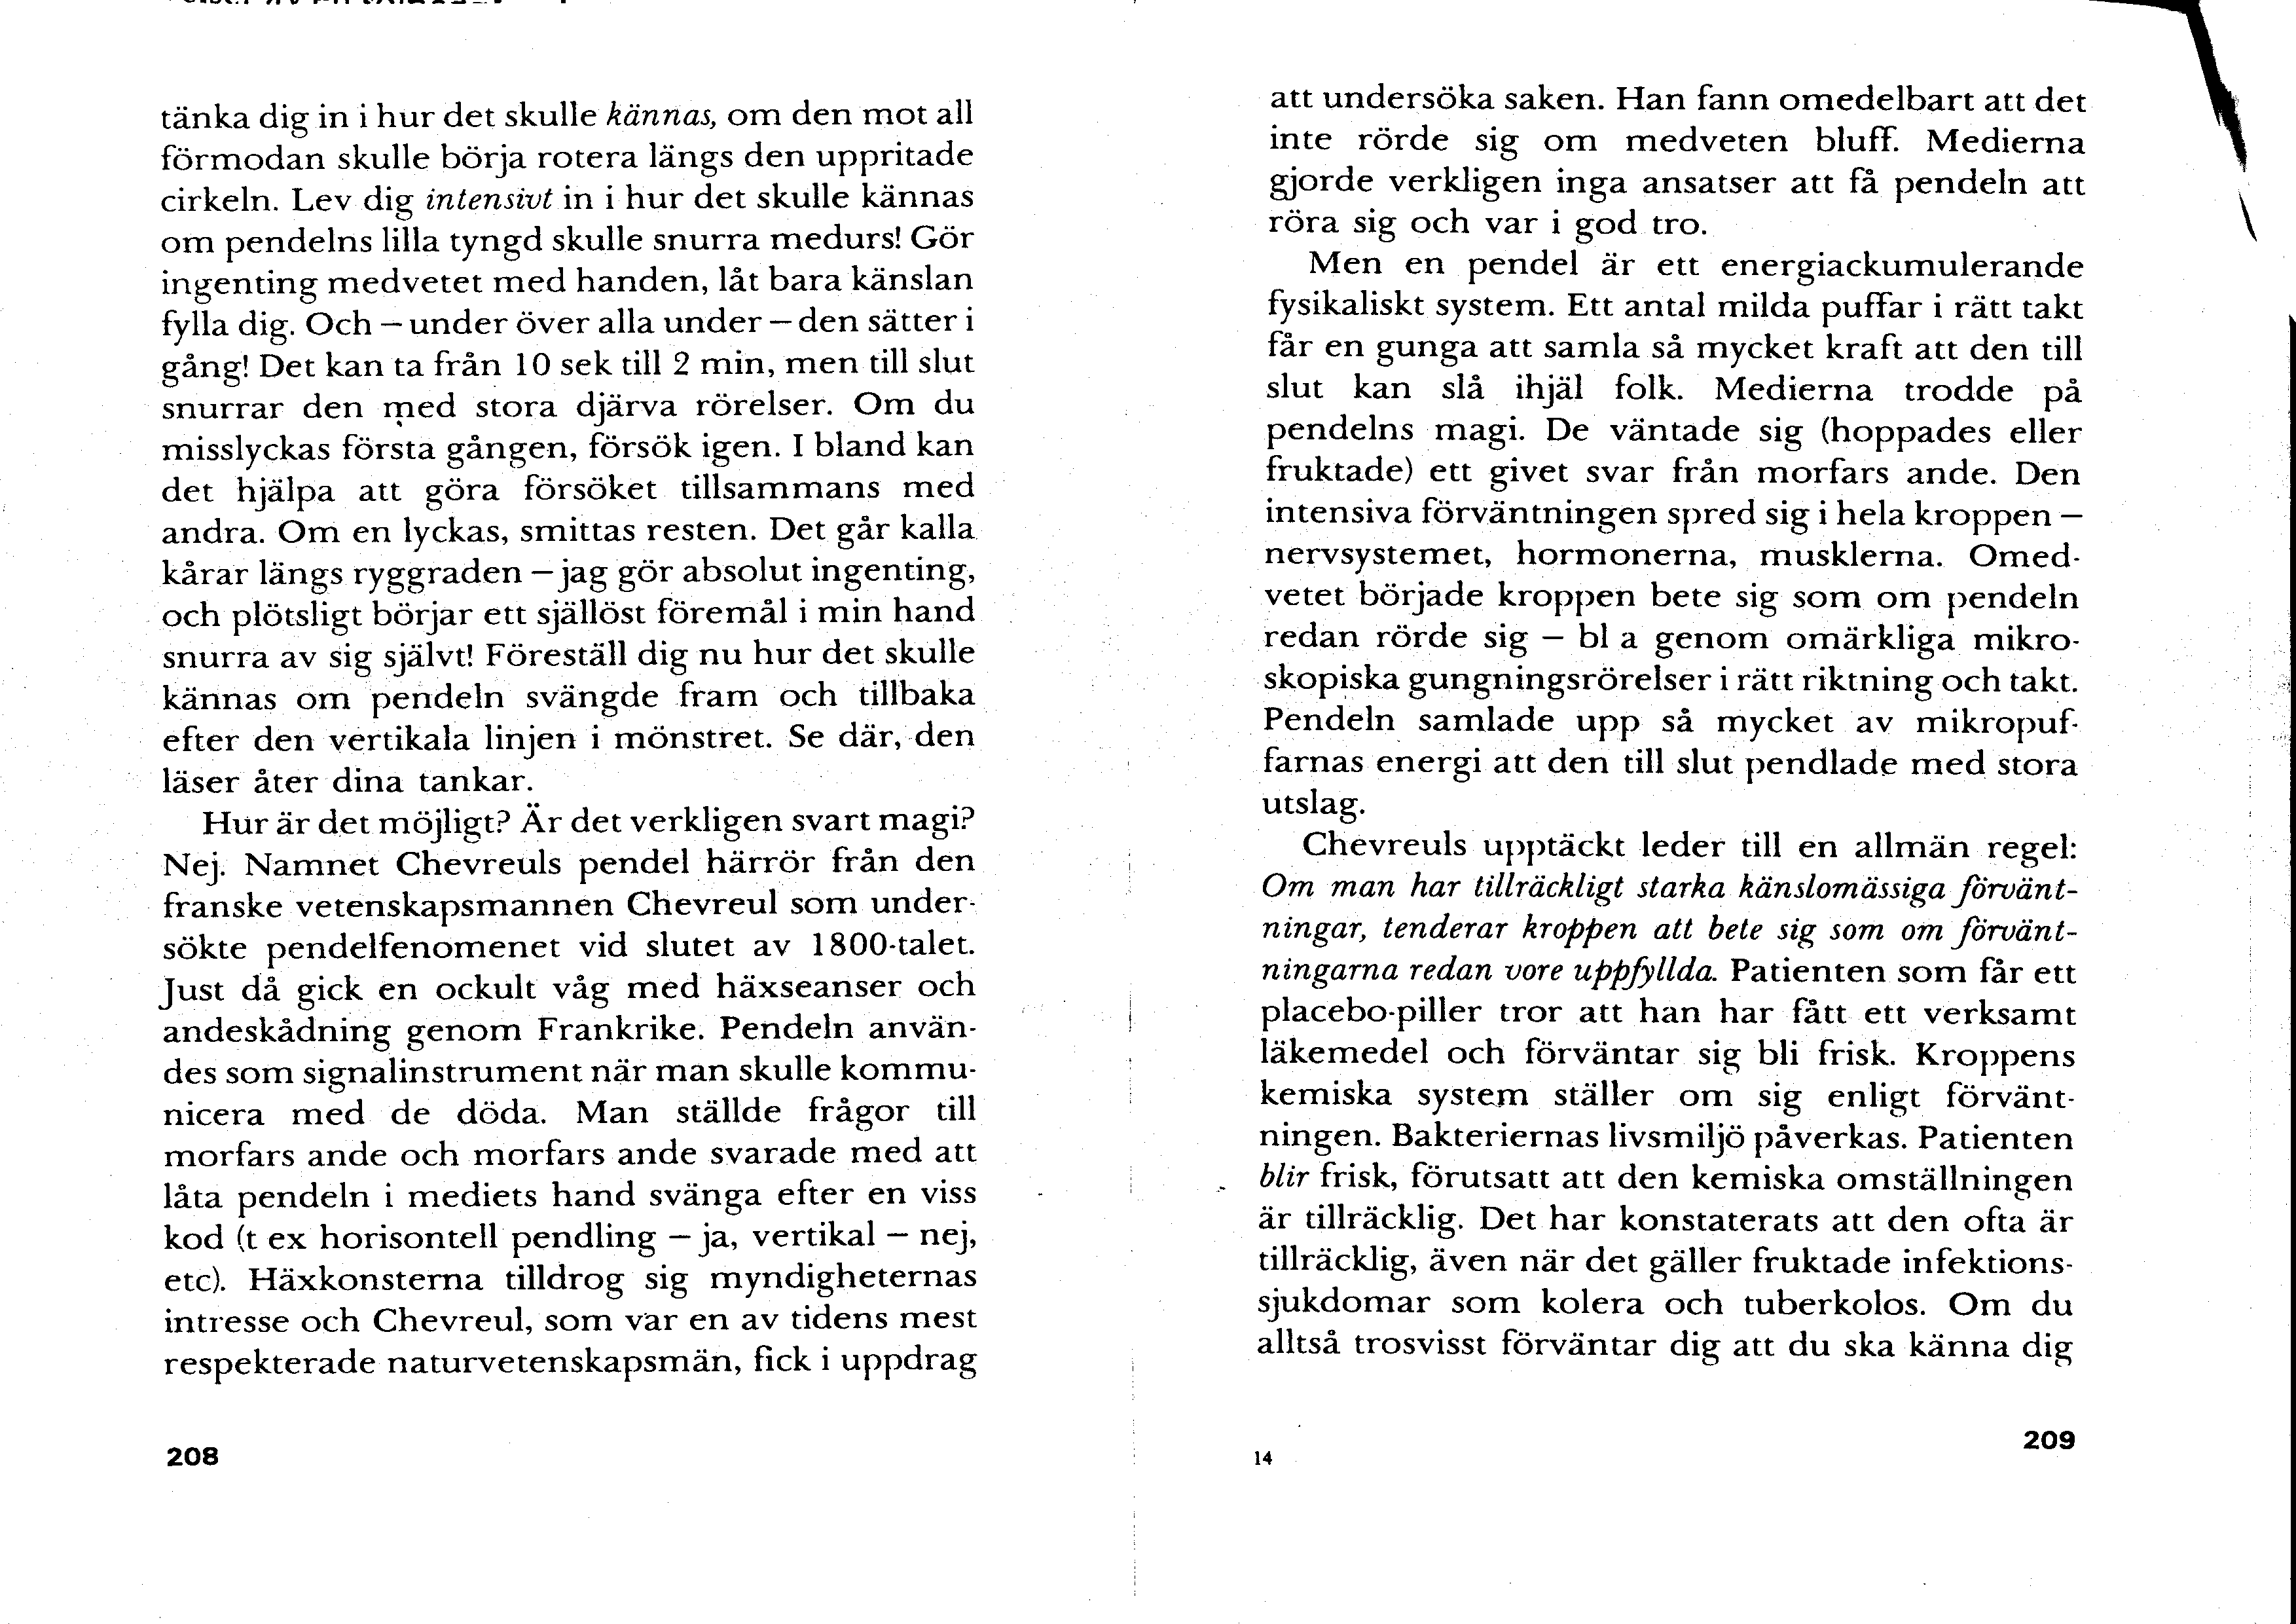 tänka dig in i hur det skulle kännas, om den mot all
förmodan skulle börja rotera längs den uppritade
cirkeln. Lev dig intensivt in i hur det skulle kännas
om pendelns lilla tyngd skulle snurra medurs! Gör
ingenting medvetet med handen, låt bara känslan
fylla dig. Och – under över alla under – den sätter i
gång! Det kan ta från 10 sek till 2 min, men till slut
snurrar den med stora djärva rörelser. Om du
misslyckas första gången, försök igen. I bland kan
det hjälpa att göra försöket tillsammans med
andra. Om en lyckas, smittas resten. Det går kalla
kårar längs ryggraden – jag gör absolut ingenting,
och plötsligt börjar ett själlöst föremål i min hand
snurra av sig självt! Föreställ dig nu hur det skulle
kännas om pendeln svängde fram och tillbaka
efter den vertikala linjen i mönstret. Se där, den
läser åter dina tankar.
Hur är det möjligt? Är det verkligen svart magi?
Nej. Namnet Chevreuls pendel härrör från den
franske vetenskapsmannen Chevreul som under-
sökte pendelfenomenet vid slutet av 1800-talet.
Just då gick en ockult våg med häxseanser och
andeskådning genom Frankrike. Pendeln använ-
des som signalinstrument när man skulle kommu-
nicera med de döda. Man ställde frågor till
morfars ande och morfars ande svarade med att
låta pendeln i mediets hand svänga efter en viss
kod (t ex horisontell pendling – ja, vertikal – nej,
etc). Häxkonsterna tilldrog sig myndigheternas
intresse och Chevreul, som var en av tidens mest
respekterade naturvetenskapsmän, fick i uppdrag
208
att undersöka saken. Han fann omedelbart att det
inte rörde sig om medveten bluff. Medierna
gjorde verkligen inga ansatser att få pendeln att
röra sig och var i god tro.
Men en pendel är ett energiackumulerande
fysikaliskt system. Ett antal milda puffar i rätt takt
får en gunga att samla så mycket kraft att den till
slut kan slå ihjäl folk. Medierna trodde på
pendelns magi. De väntade sig (hoppades eller
fruktade) ett givet svar från morfars ande. Den
intensiva förväntningen spred sig i hela kroppen –
nervsystemet, hormonerna, musklerna. Omed-
vetet började kroppen bete sig som om pendeln
redan rörde sig – bl a genom omärkliga mikro-
skopiska gungningsrörelser i rätt riktning och takt.
Pendeln samlade upp så mycket av mikropuf-
farnas energi att den till slut pendlade med stora
utslag.
Chevreuls upptäckt leder till en allmän regel:
Om man har tillräckligt starka känslomässiga förvänt-
ningar, tenderar kroppen att bete sig som om förvänt-
ningarna redan vore uppfyllda. Patienten som får ett
placebo-piller tror att han har fått ett verksamt
läkemedel och förväntar sig bli frisk. Kroppens
kemiska system ställer om sig enligt förvänt-
ningen. Bakteriernas livsmiljö påverkas. Patienten
blir frisk, förutsatt att den kemiska omställningen
är tillräcklig. Det har konstaterats att den ofta är
tillräcklig, även när det gäller fruktade infektions-
sjukdomar som kolera och tuberkolos. Om du
alltså trosvisst förväntar dig att du ska känna dig
14
209